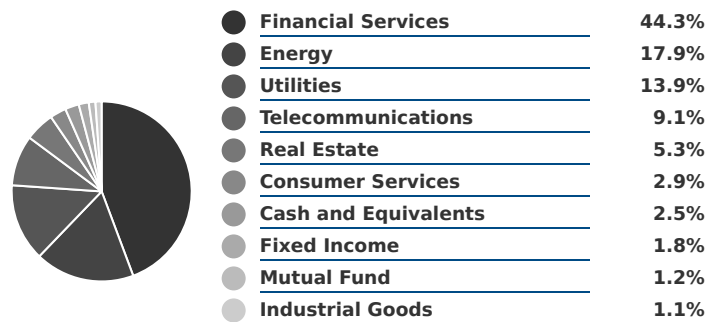 Financial Services 44.3%
Energy 17.9%
Utilities 13.9%
Telecommunications 9.1%
Real Estate 5.3%
Consumer Services 2.9%
Cash and Equivalents 2.5%
Fixed Income 1.8%
Mutual Fund 1.2%
Industrial Goods 1.1%